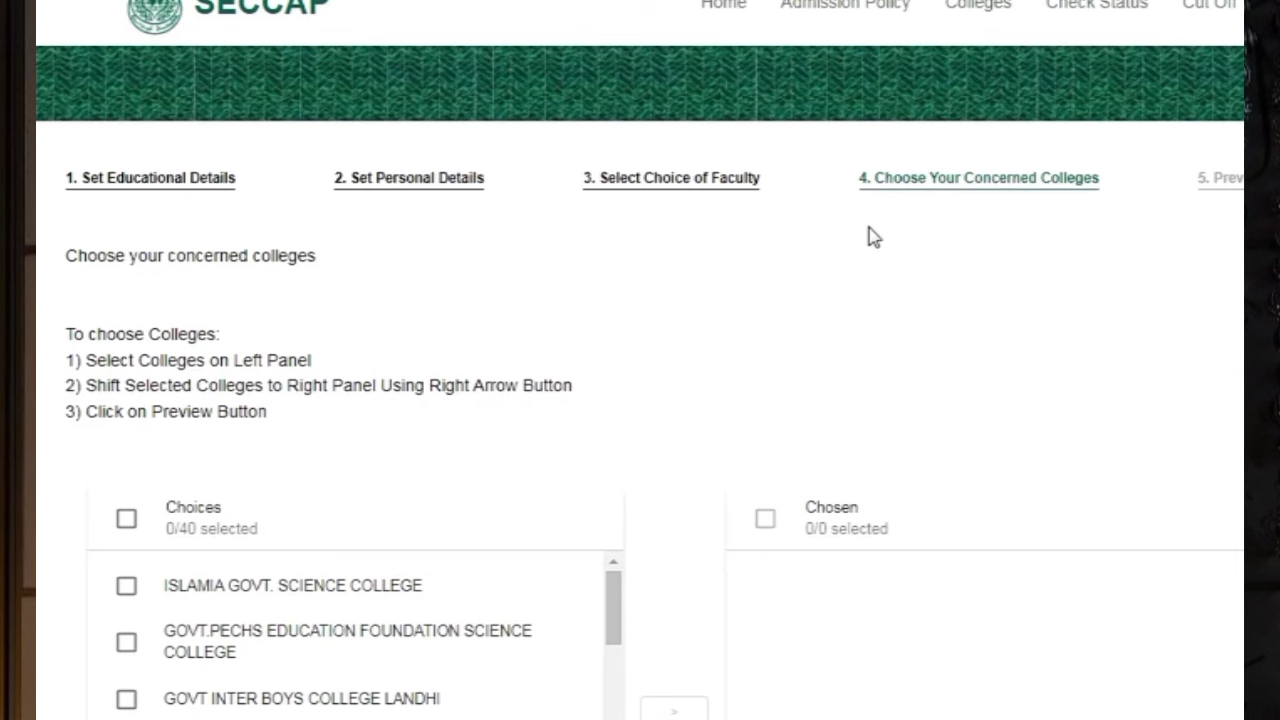 SECCAP
Home Admission Policy Colleges Check Status Cut Off
1. Set Educational Details 2. Set Personal Details 3. Select Choice of Faculty 4. Choose Your Concerned Colleges 5. Prev
Choose your concerned colleges
To choose Colleges:
1) Select Colleges on Left Panel
2) Shift Selected Colleges to Right Panel Using Right Arrow Button
3) Click on Preview Button
Choices
0/40 selected
Chosen
0/0 selected
ISLAMIA GOVT. SCIENCE COLLEGE
GOVT.PECHS EDUCATION FOUNDATION SCIENCE
COLLEGE
GOVT INTER BOYS COLLEGE LANDHI
>